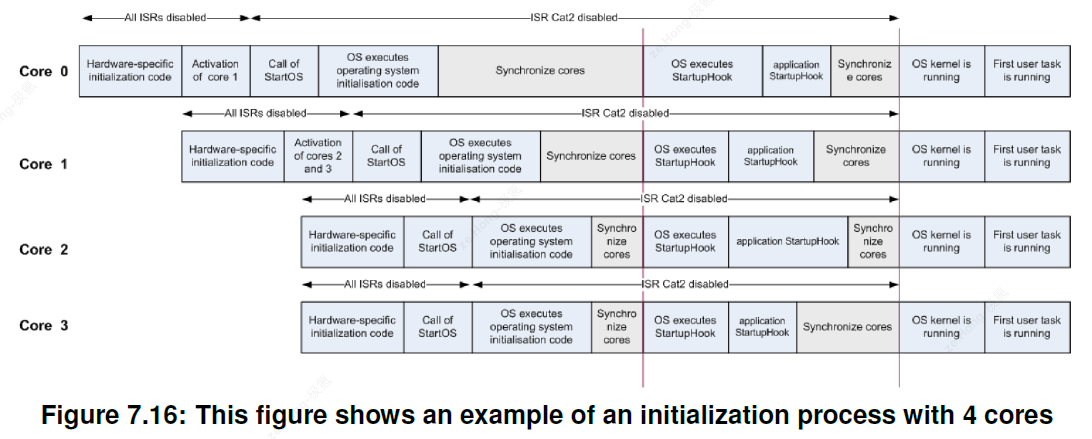 All ISRs disabled
ISR Cat2 disabled
Core 0
Hardware-specific
initialization code
Activation
of core 1
Call of
StartOS
OS executes
operating system
initialisation code
Synchronize cores
OS executes
StartupHook
application
StartupHook
Synchroniz
e cores
OS kernel is
running
First user task
is running
All ISRs disabled
ISR Cat2 disabled
Core 1
Hardware-specific
initialization code
Activation
of cores 2
and 3
Call of
StartOS
OS executes
operating system
initialisation code
Synchronize cores
OS executes
StartupHook
application
StartupHook
Synchronize
cores
OS kernel is
running
First user task
is running
All ISRs disabled
ISR Cat2 disabled
Core 2
Hardware-specific
initialization code
Call of
StartOS
OS executes
operating system
initialisation code
Synchro
nize
cores
OS executes
StartupHook
application StartupHook
Synchro
nize
cores
OS kernel is
running
First user task
is running
All ISRs disabled
ISR Cat2 disabled
Core 3
Hardware-specific
initialization code
Call of
StartOS
OS executes
operating system
initialisation code
Synchro
nize
cores
OS executes
StartupHook
application
StartupHook
Synchronize cores
OS kernel is
running
First user task
is running
Figure 7.16: This figure shows an example of an initialization process with 4 cores